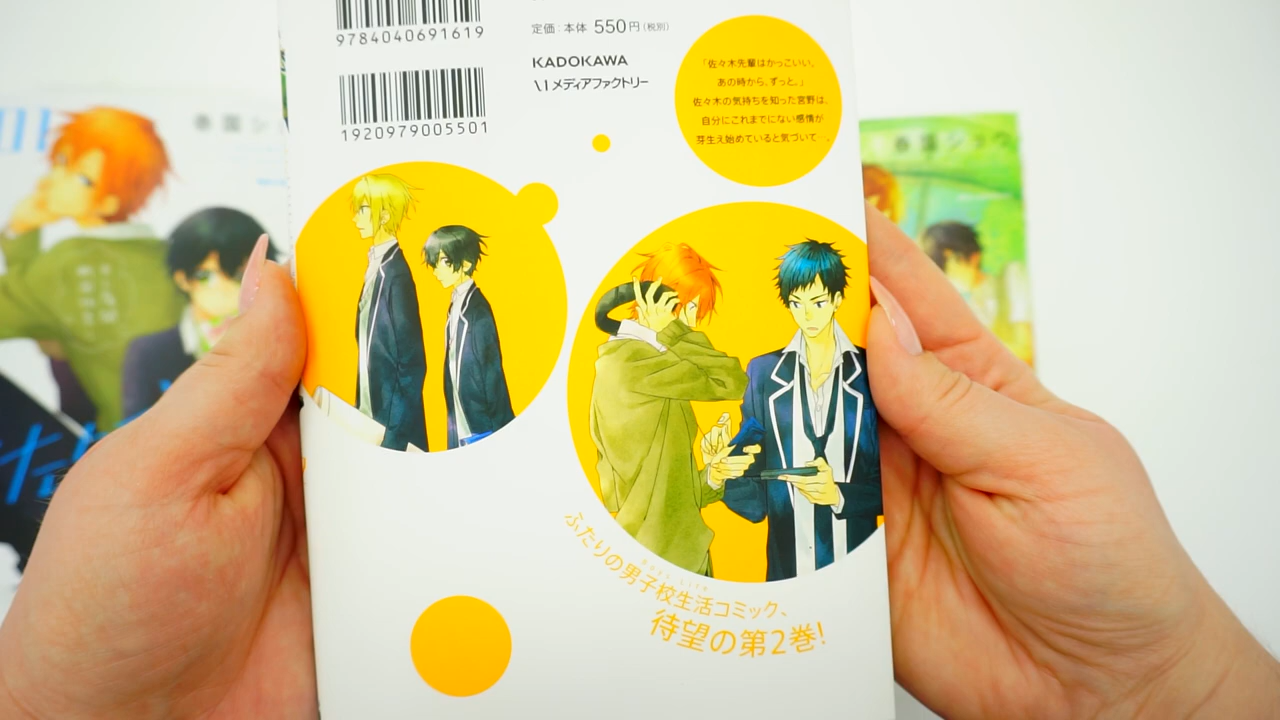 9784040691619
1920979005501
定価：本体550円(税別)
KADOKAWA
メディアファクトリー
「佐々木先輩はかっこいい。
あの時から、ずっと。」
佐々木の気持ちを知った宮野は、
自分にこれまでにない感情が
芽生え始めていると気づいて…。
ふたりの男子校生活コミック、
待望の第2巻!
春園ショウ